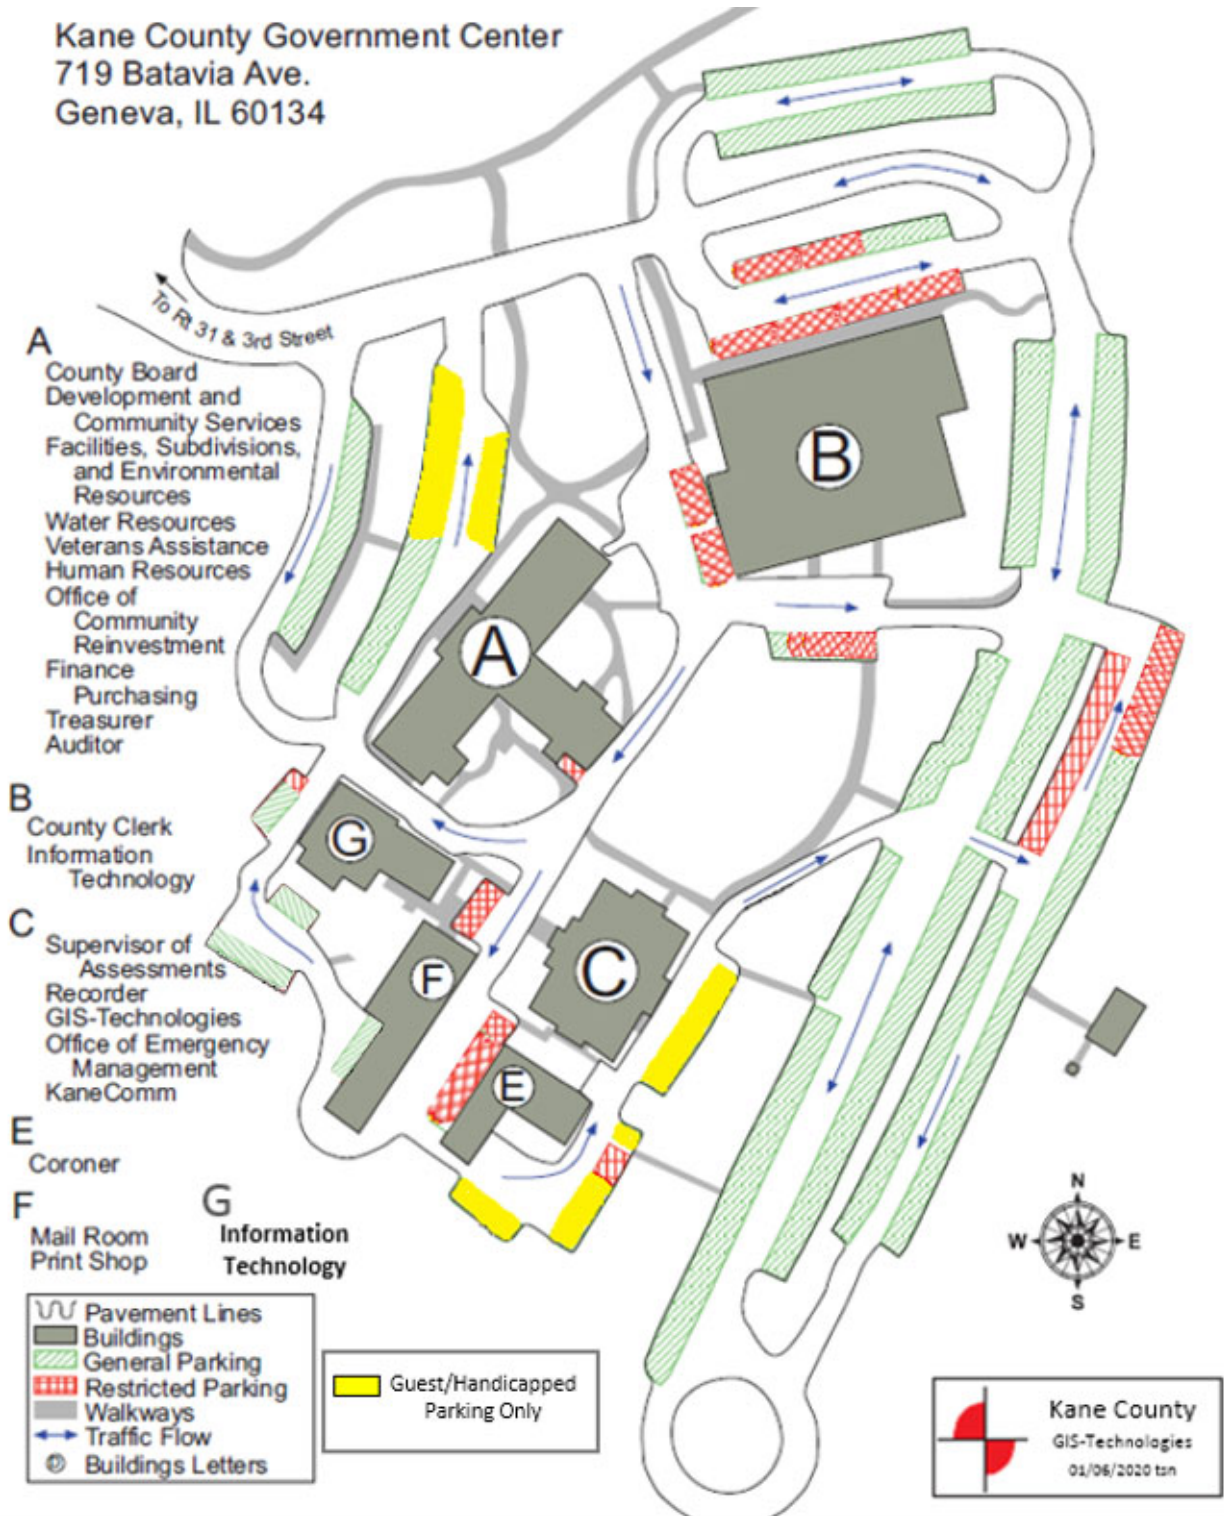 Kane County Government Center
719 Batavia Ave.
Geneva, IL 60134
To Rt 31 & 3rd Street
A
County Board
Development and
Community Services
Facilities, Subdivisions,
and Environmental
Resources
Water Resources
Veterans Assistance
Human Resources
Office of
Community
Reinvestment
Finance
Purchasing
Treasurer
Auditor
B
County Clerk
Information
Technology
C
Supervisor of
Assessments
Recorder
GIS-Technologies
Office of Emergency
Management
KaneComm
E
Coroner
F
Mail Room
Print Shop
G
Information
Technology
B
A
G
C
F
E
N
W E
S
Pavement Lines
Buildings
General Parking
Restricted Parking
Walkways
Traffic Flow
Buildings Letters
Guest/Handicapped
Parking Only
Kane County
GIS-Technologies
01/06/2020 tsn